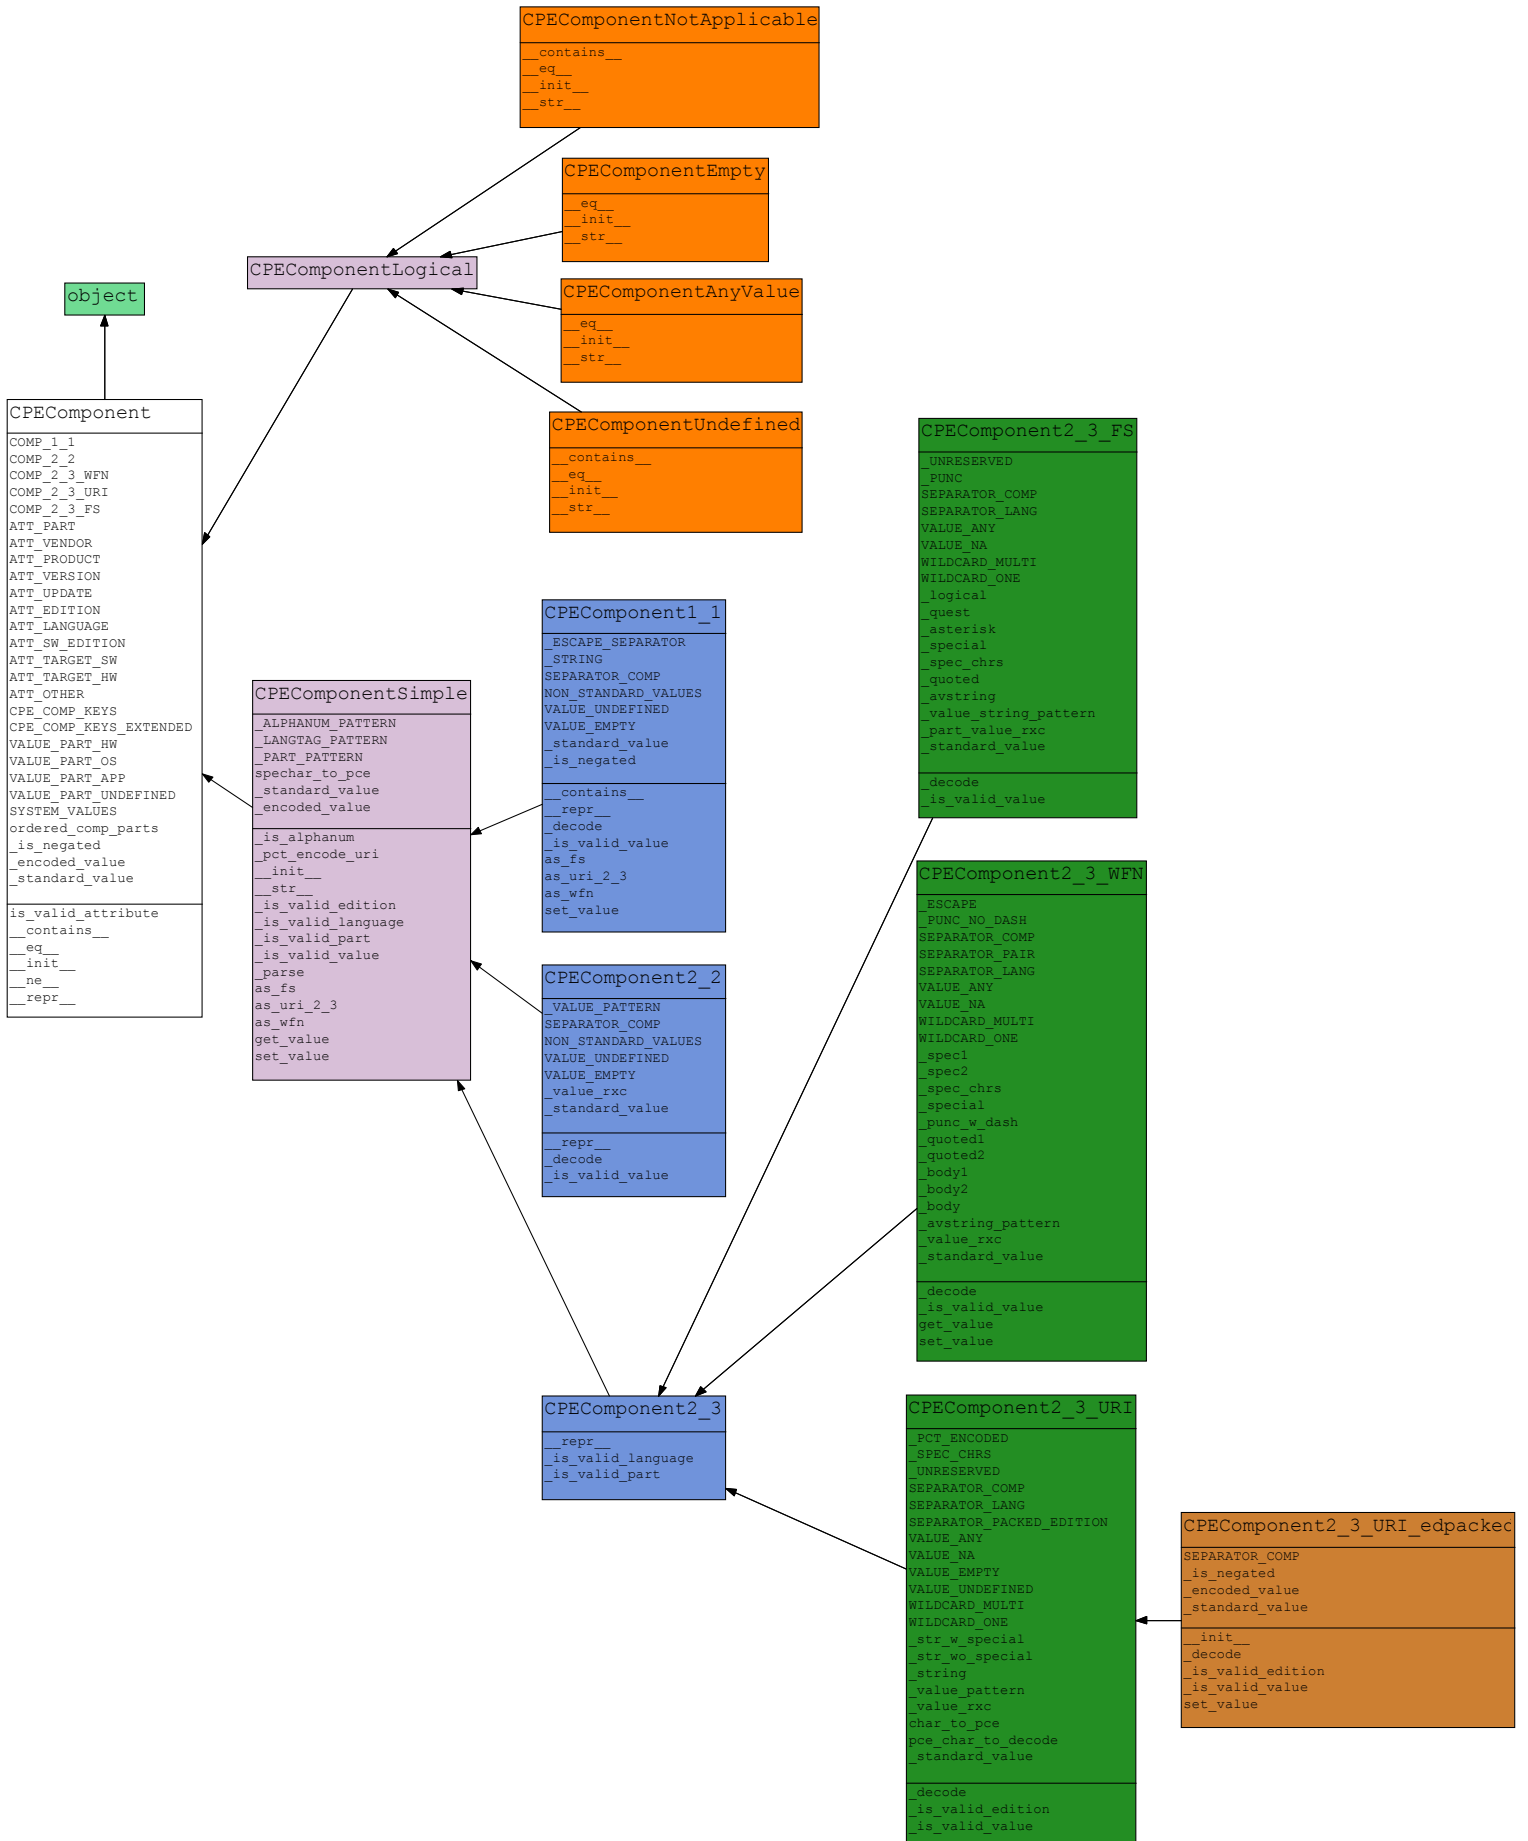 CPEComponentNotApplicable
__contains__
__eq__
__init__
__str__
CPEComponentEmpty
__eq__
__init__
__str__
CPEComponentLogical
CPEComponentAnyValue
__eq__
__init__
__str__
object
CPEComponent
COMP_1_1
COMP_2_2
COMP_2_3_WFN
COMP_2_3_URI
COMP_2_3_FS
ATT_PART
ATT_VENDOR
ATT_PRODUCT
ATT_VERSION
ATT_UPDATE
ATT_EDITION
ATT_LANGUAGE
ATT_SW_EDITION
ATT_TARGET_SW
ATT_TARGET_HW
ATT_OTHER
CPE_COMP_KEYS
CPE_COMP_KEYS_EXTENDED
VALUE_PART_HW
VALUE_PART_OS
VALUE_PART_APP
VALUE_PART_UNDEFINED
SYSTEM_VALUES
ordered_comp_parts
_is_negated
_encoded_value
_standard_value
is_valid_attribute
__contains__
__eq__
__init__
__ne__
__repr__
CPEComponentUndefined
__contains__
__eq__
__init__
__str__
CPEComponentSimple
_ALPHANUM_PATTERN
_LANGTAG_PATTERN
_PART_PATTERN
spechar_to_pce
_standard_value
_encoded_value
_is_alphanum
_pct_encode_uri
__init__
__str__
_is_valid_edition
_is_valid_language
_is_valid_part
_is_valid_value
_parse
as_fs
as_uri_2_3
as_wfn
get_value
set_value
CPEComponent1_1
_ESCAPE_SEPARATOR
_STRING
SEPARATOR_COMP
NON_STANDARD_VALUES
VALUE_UNDEFINED
VALUE_EMPTY
_standard_value
_is_negated
__contains__
__repr__
_decode
_is_valid_value
as_fs
as_uri_2_3
as_wfn
set_value
CPEComponent2_2
_VALUE_PATTERN
SEPARATOR_COMP
NON_STANDARD_VALUES
VALUE_UNDEFINED
VALUE_EMPTY
_value_rxc
_standard_value
__repr__
_decode
_is_valid_value
CPEComponent2_3
__repr__
_is_valid_language
_is_valid_part
CPEComponent2_3_FS
_UNRESERVED
_PUNC
SEPARATOR_COMP
SEPARATOR_LANG
VALUE_ANY
VALUE_NA
WILDCARD_MULTI
WILDCARD_ONE
_logical
_quest
_asterisk
_special
_spec_chrs
_quoted
_avstring
_value_string_pattern
_part_value_rxc
_standard_value
_decode
_is_valid_value
CPEComponent2_3_WFN
_ESCAPE
_PUNC_NO_DASH
SEPARATOR_COMP
SEPARATOR_PAIR
SEPARATOR_LANG
VALUE_ANY
VALUE_NA
WILDCARD_MULTI
WILDCARD_ONE
_spec1
_spec2
_spec_chrs
_special
_punc_w_dash
_quoted1
_quoted2
_body1
_body2
_body
_avstring_pattern
_value_rxc
_standard_value
_decode
_is_valid_value
get_value
set_value
CPEComponent2_3_URI
_PCT_ENCODED
_SPEC_CHRS
_UNRESERVED
SEPARATOR_COMP
SEPARATOR_LANG
SEPARATOR_PACKED_EDITION
VALUE_ANY
VALUE_NA
VALUE_EMPTY
VALUE_UNDEFINED
WILDCARD_MULTI
WILDCARD_ONE
_str_w_special
_str_wo_special
_string
_value_pattern
_value_rxc
char_to_pce
pce_char_to_decode
_standard_value
_decode
_is_valid_edition
_is_valid_value
CPEComponent2_3_URI_edpacked
SEPARATOR_COMP
_is_negated
_encoded_value
_standard_value
__init__
_decode
_is_valid_edition
_is_valid_value
set_value